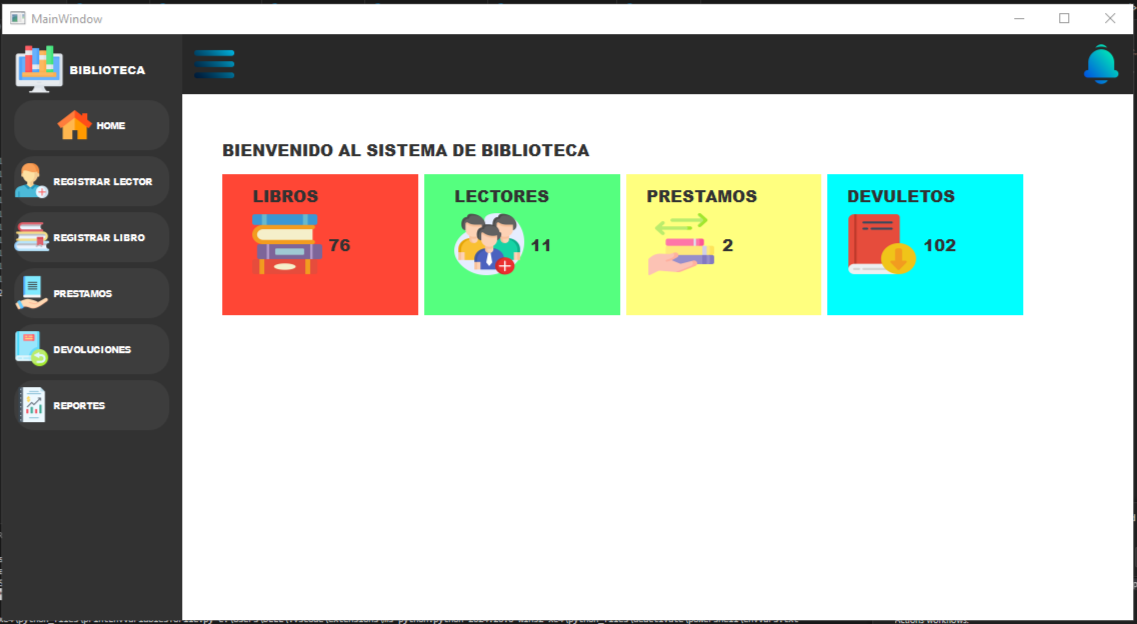 MainWindow
BIBLIOTECA
HOME
REGISTRAR LECTOR
REGISTRAR LIBRO
PRESTAMOS
DEVOLUCIONES
REPORTES
BIENVENIDO AL SISTEMA DE BIBLIOTECA
LIBROS
76
LECTORES
11
PRESTAMOS
2
DEVULETOS
102